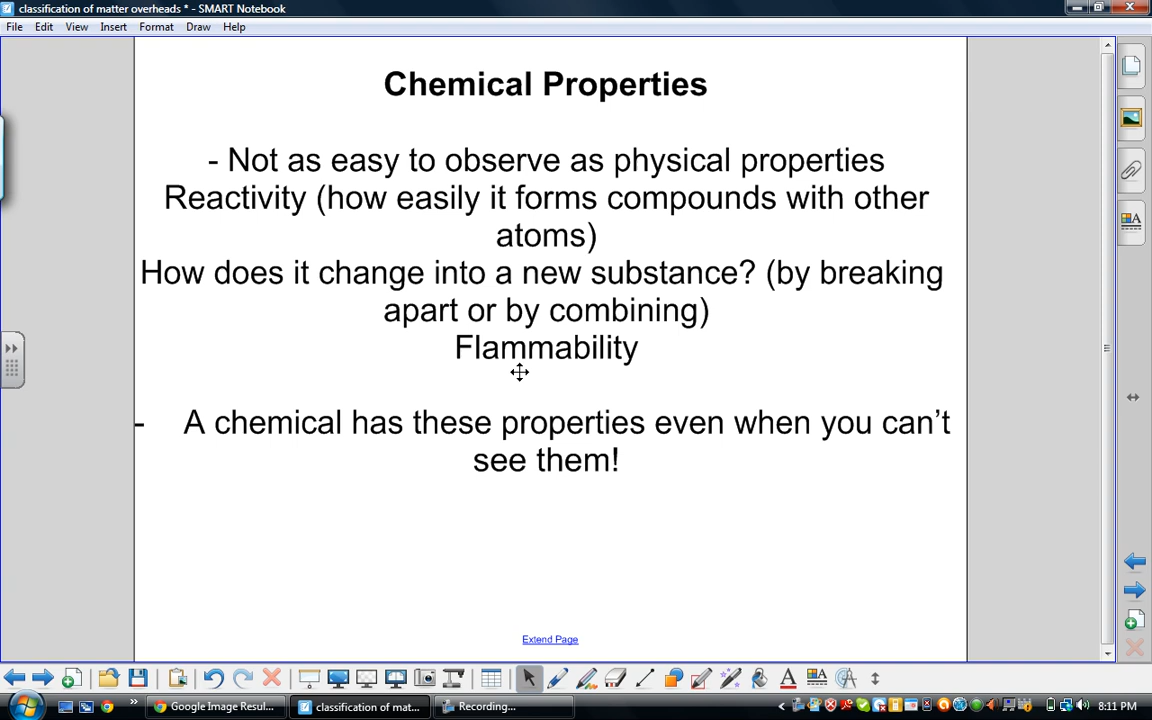 classification of matter overheads * - SMART Notebook
File Edit View Insert Format Draw Help
Chemical Properties
- Not as easy to observe as physical properties
Reactivity (how easily it forms compounds with other
atoms)
How does it change into a new substance? (by breaking
apart or by combining)
Flammability
- A chemical has these properties even when you can’t
see them!
Extend Page
Google Image Resul... classification of mat... Recording... 8:11 PM